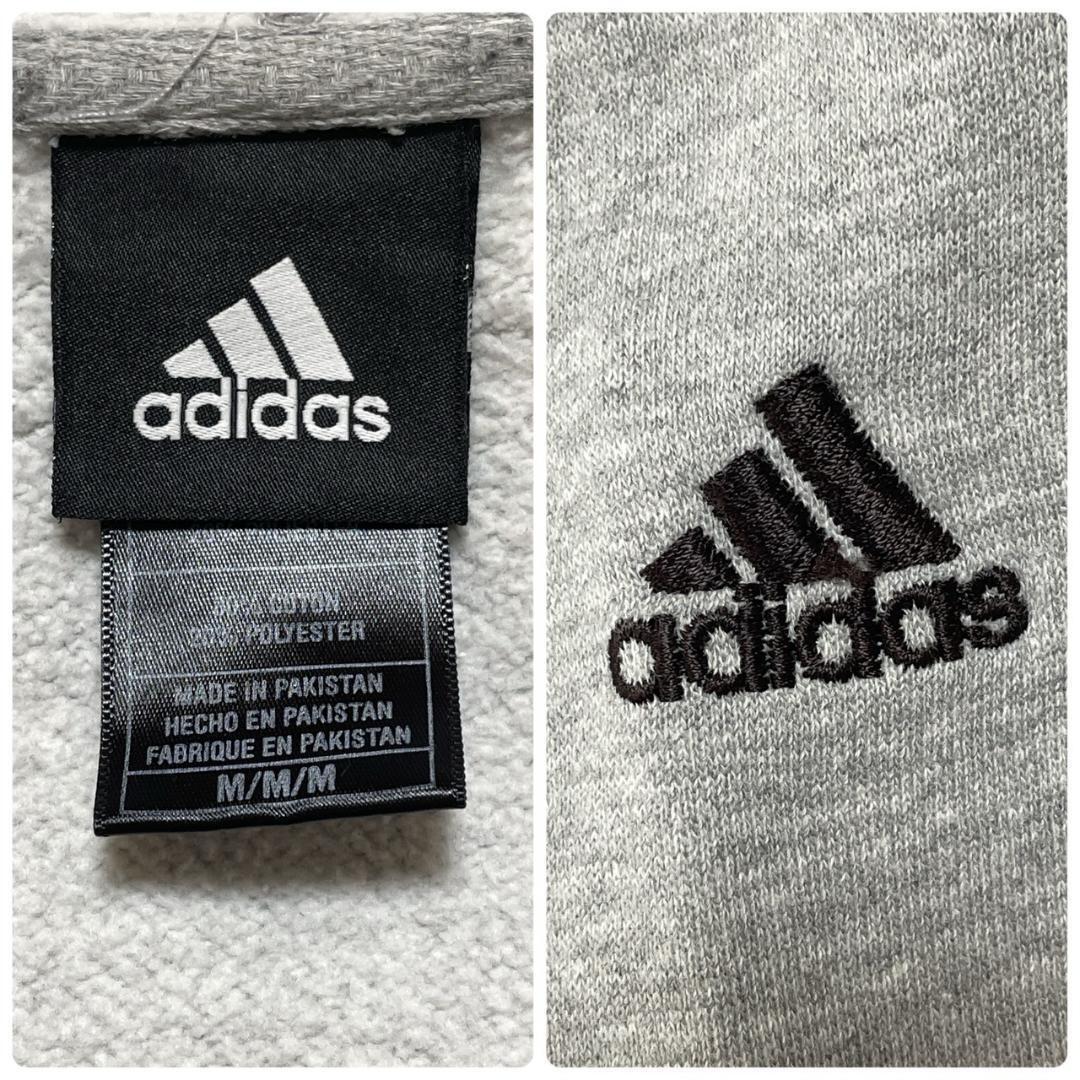 adidas
COTTON
POLYESTER
MADE IN PAKISTAN
HECHO EN PAKISTAN
FABRIQUE EN PAKISTAN
M/M/M
adidas